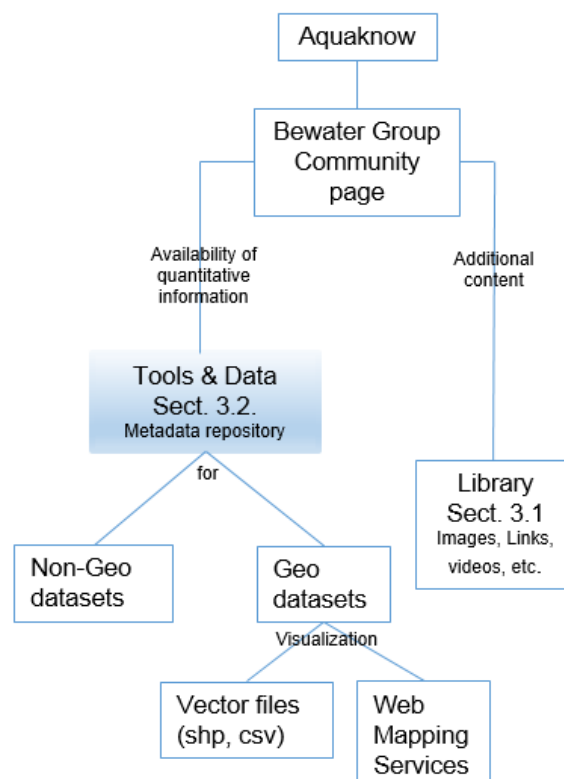 Aquaknow
Bewater Group
Community
page
Availability of
quantitative
information
Additional
content
Tools & Data
Sect. 3.2.
Metadata repository
for
Library
Sect. 3.1
Images, Links,
videos, etc.
Non-Geo
datasets
Geo
datasets
Visualization
Vector files
(shp, csv)
Web
Mapping
Services